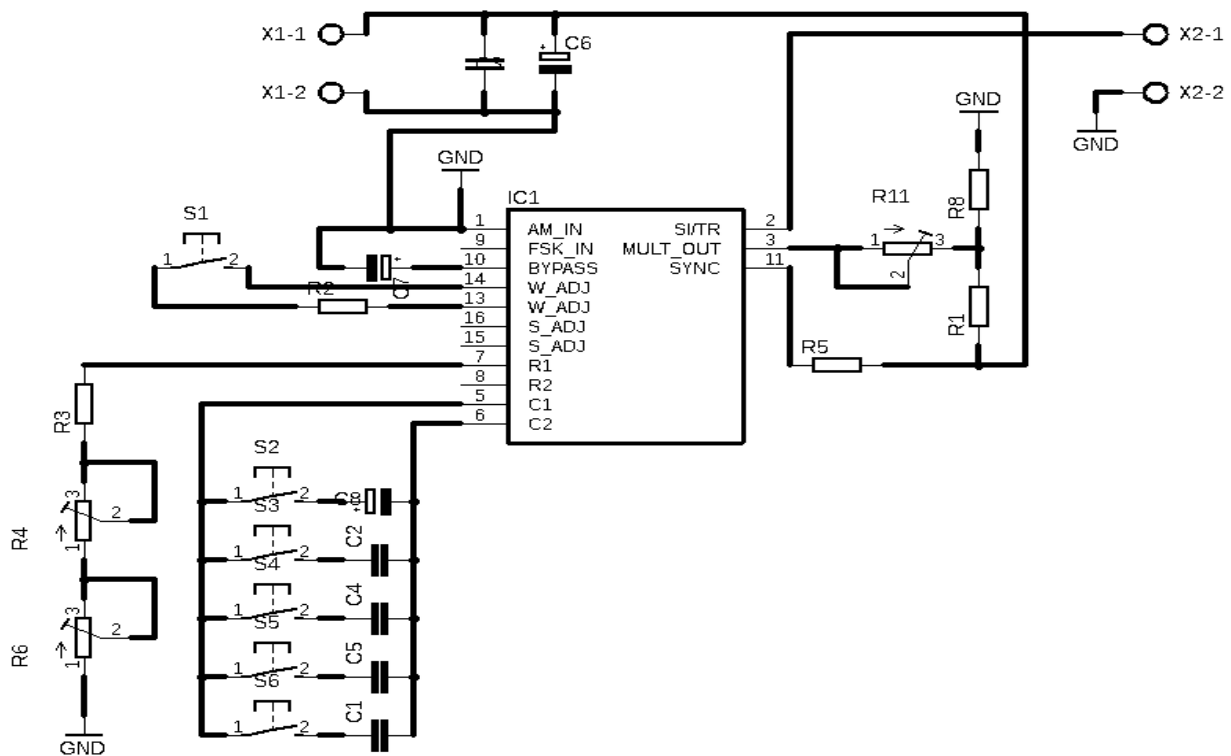 X1-1
C6
X2-1
X1-2
X2-2
GND
GND
GND
IC1
S1
1 2
R11
R8
1 AM_IN
9 FSK_IN
10 BYPASS
14 W_ADJ
13 W_ADJ
16 S_ADJ
15 S_ADJ
7 R1
8 R2
5 C1
6 C2
SI/TR 2
MULT_OUT 3
SYNC 11
1 3
2
C7
R2
R1
R5
R3
S2
1 2
C8
S3
3
2
1
R4
1 2
C2
S4
1 2
C4
S5
3
2
1
R6
1 2
C5
S6
1 2
C1
GND